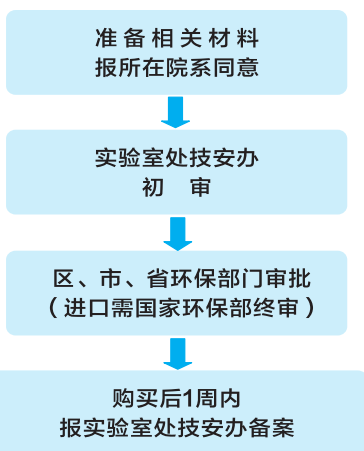 准备相关材料
报所在院系同意
实验室处技安办
初 审
区、市、省环保部门审批
（进口需国家环保部终审）
购买后1周内
报实验室处技安办备案